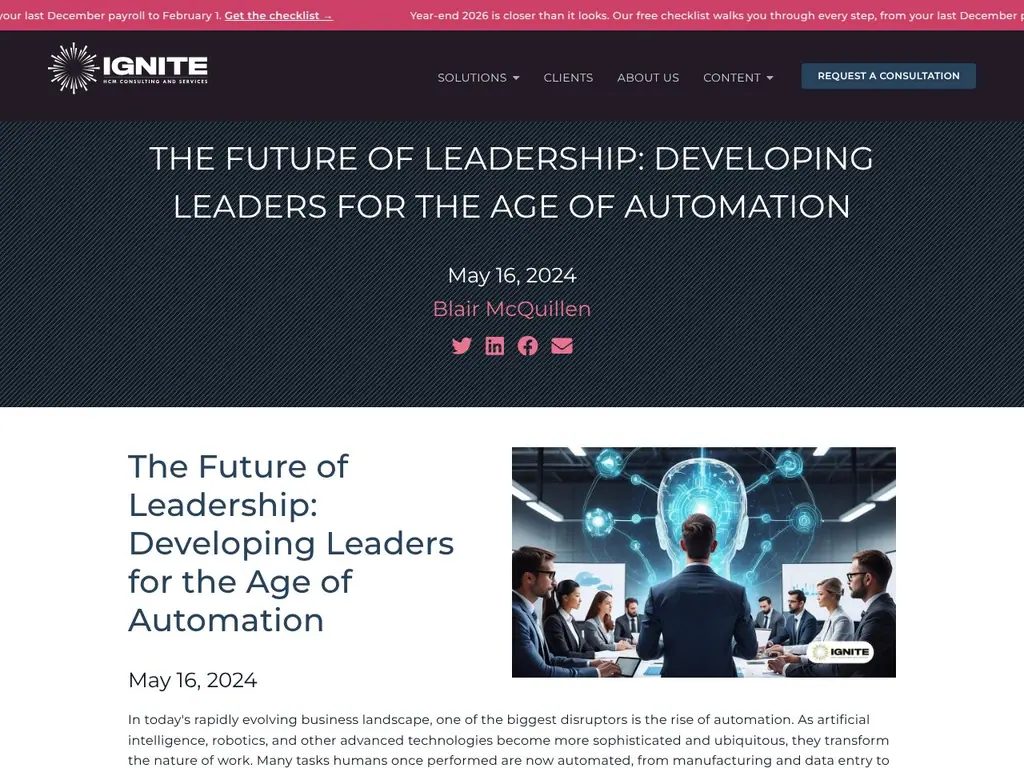 your last December payroll to February 1. Get the checklist →
Year-end 2026 is closer than it looks. Our free checklist walks you through every step, from your last December p
IGNITE
HCM CONSULTING AND SERVICES
SOLUTIONS
CLIENTS
ABOUT US
CONTENT
REQUEST A CONSULTATION
THE FUTURE OF LEADERSHIP: DEVELOPING
LEADERS FOR THE AGE OF AUTOMATION
May 16, 2024
Blair McQuillen
The Future of
Leadership:
Developing Leaders
for the Age of
Automation
IGNITE
May 16, 2024
In today's rapidly evolving business landscape, one of the biggest disruptors is the rise of automation. As artificial
intelligence, robotics, and other advanced technologies become more sophisticated and ubiquitous, they transform
the nature of work. Many tasks humans once performed are now automated, from manufacturing and data entry to